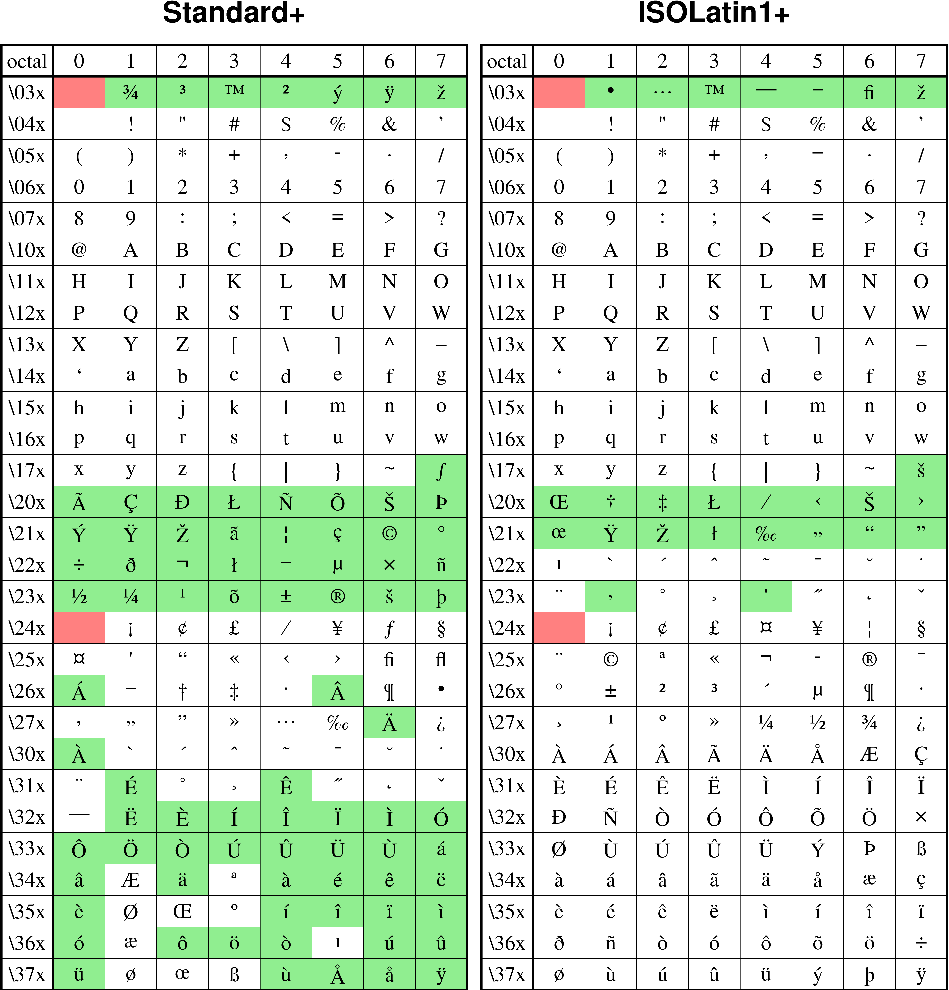 Standard+ ISOLatin1+
octal 0 1 2 3 4 5 6 7 octal 0 1 2 3 4 5 6 7
\03x ¾ ³ ™ ² ý ÿ ž \03x • … ™ — – ﬁ ž
\04x ! " # $ % & ’ \04x ! " # $ % & ’
\05x ( ) * + , - . / \05x ( ) * + , − . /
\06x 0 1 2 3 4 5 6 7 \06x 0 1 2 3 4 5 6 7
\07x 8 9 : ; < = > ? \07x 8 9 : ; < = > ?
\10x @ A B C D E F G \10x @ A B C D E F G
\11x H I J K L M N O \11x H I J K L M N O
\12x P Q R S T U V W \12x P Q R S T U V W
\13x X Y Z [ \ ] ^ _ \13x X Y Z [ \ ] ^ _
\14x ‘ a b c d e f g \14x ‘ a b c d e f g
\15x h i j k l m n o \15x h i j k l m n o
\16x p q r s t u v w \16x p q r s t u v w
\17x x y z { | } ~ ƒ \17x x y z { | } ~ š
\20x Ã Ç Ð Ł Ñ Õ Š Þ \20x Œ † ‡ Ł ⁄ ‹ Š ›
\21x Ý Ÿ Ž ã ¦ ç © ° \21x œ Ÿ Ž ł ‰ „ “ ”
\22x ÷ ð ¬ ł − µ × ñ \22x ı ` ´ ˆ ˜ ¯ ˘ ˙
\23x ½ ¼ ¹ õ ± ® š þ \23x ¨ ‚ ˚ ¸ ' ˝ ˛ ˇ
\24x ¡ ¢ £ ⁄ ¥ ƒ § \24x ¡ ¢ £ ¤ ¥ ¦ §
\25x ¤ ' “ « ‹ › ﬁ ﬂ \25x ¨ © ª « ¬ - ® ¯
\26x Á – † ‡ · Â ¶ • \26x ° ± ² ³ ´ µ ¶ ·
\27x ‚ „ ” » … ‰ Ä ¿ \27x ¸ ¹ º » ¼ ½ ¾ ¿
\30x À ` ´ ˆ ˜ ¯ ˘ ˙ \30x À Á Â Ã Ä Å Æ Ç
\31x ¨ É ˚ ¸ Ê ˝ ˛ ˇ \31x È É Ê Ë Ì Í Î Ï
\32x — Ë È Í Î Ï Ì Ó \32x Ð Ñ Ò Ó Ô Õ Ö ×
\33x Ô Ö Ò Ú Û Ü Ù á \33x Ø Ù Ú Û Ü Ý Þ ß
\34x â Æ ä ª à é ê ë \34x à á â ã ä å æ ç
\35x è Ø Œ º í î ï ì \35x è é ê ë ì í î ï
\36x ó æ ô ö ò ı ú û \36x ð ñ ò ó ô õ ö ÷
\37x ü ø œ ß ù Å å ÿ \37x ø ù ú û ü ý þ ÿ